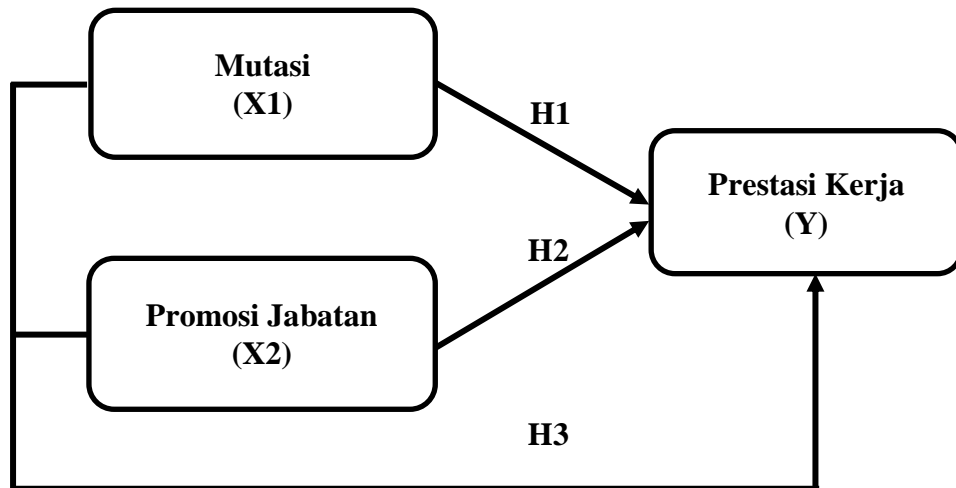 Mutasi
(X1)
H1
Prestasi Kerja
(Y)
H2
Promosi Jabatan
(X2)
H3